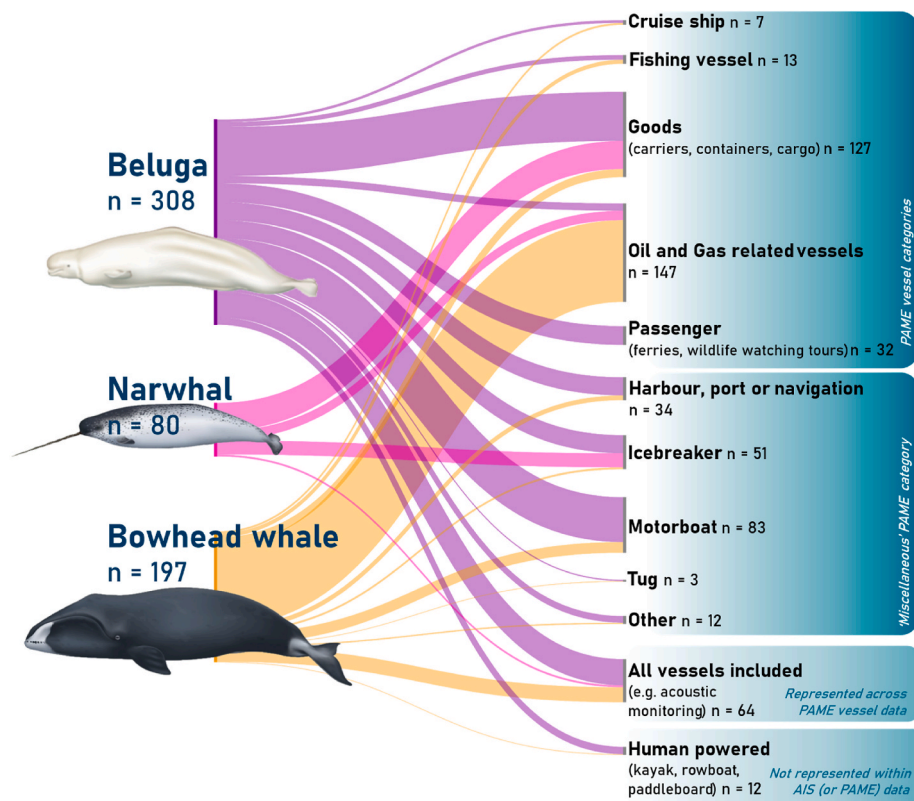 Beluga
n = 308
Narwhal
n = 80
Bowhead whale
n = 197
Cruise ship n = 7
Fishing vessel n = 13
Goods
(carriers, containers, cargo) n = 127
Oil and Gas related vessels
n = 147
Passenger
(ferries, wildlife watching tours) n = 32
PAME vessel categories
Harbour, port or navigation
n = 34
Icebreaker n = 51
Motorboat n = 83
Tug n = 3
Other n = 12
'Miscellaneous' PAME category
All vessels included
(e.g. acoustic
monitoring) n = 64
Represented across
PAME vessel data
Human powered
(kayak, rowboat,
paddleboard) n = 12
Not represented within
AIS (or PAME) data